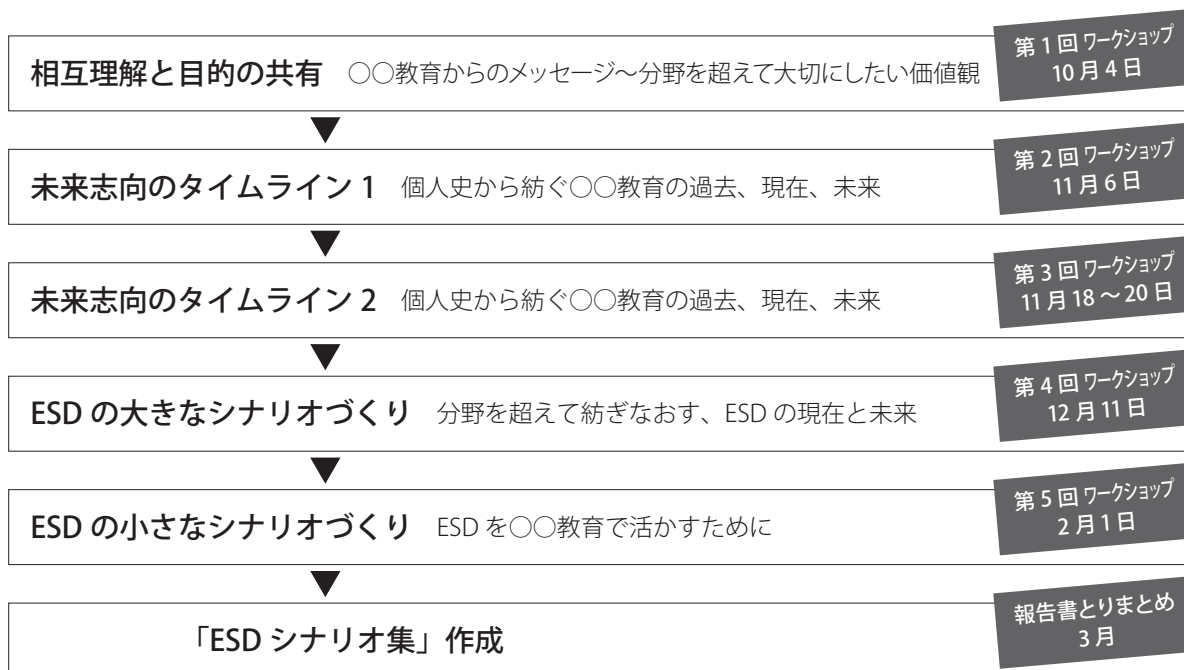 相互理解と目的の共有 ○○教育からのメッセージ～分野を超えて大切にしたい価値観
第1回ワークショップ
10月4日
▼
未来志向のタイムライン1 個人史から紡ぐ○○教育の過去、現在、未来
第2回ワークショップ
11月6日
▼
未来志向のタイムライン2 個人史から紡ぐ○○教育の過去、現在、未来
第3回ワークショップ
11月18～20日
▼
ESDの大きなシナリオづくり 分野を超えて紡ぎなおす、ESDの現在と未来
第4回ワークショップ
12月11日
▼
ESDの小さなシナリオづくり ESDを○○教育で活かすために
第5回ワークショップ
2月1日
▼
「ESDシナリオ集」作成
報告書とりまとめ
3月